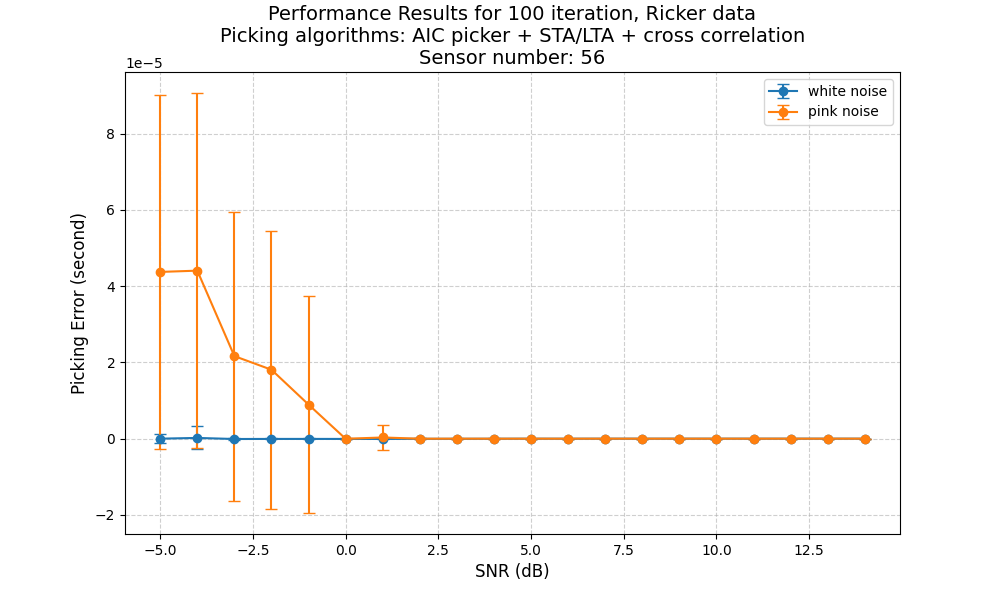 Performance Results for 100 iteration, Ricker data
Picking algorithms: AIC picker + STA/LTA + cross correlation
Sensor number: 56
1e−5
white noise
pink noise
8
6
4
2
0
−2
Picking Error (second)
−5.0 −2.5 0.0 2.5 5.0 7.5 10.0 12.5
SNR (dB)